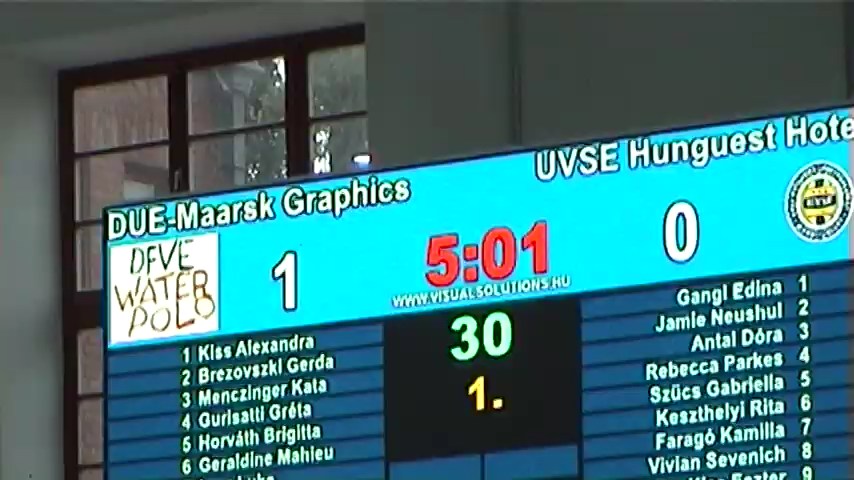 DUE-Maarsk Graphics
UVSE Hunguest Hote
DFVE
WATER
POLO
1
5:01
0
WWW.VISUALSOLUTIONS.HU
30
1.
1 Kiss Alexandra
2 Brezovszki Gerda
3 Menczinger Kata
4 Gurisatti Gréta
5 Horváth Brigitta
6 Geraldine Mahieu
Gangl Edina 1
Jamie Neushul 2
Antal Dóra 3
Rebecca Parkes 4
Szücs Gabriella 5
Keszthelyi Rita 6
Faragó Kamilla 7
Vivian Sevenich 8
Eszter 9